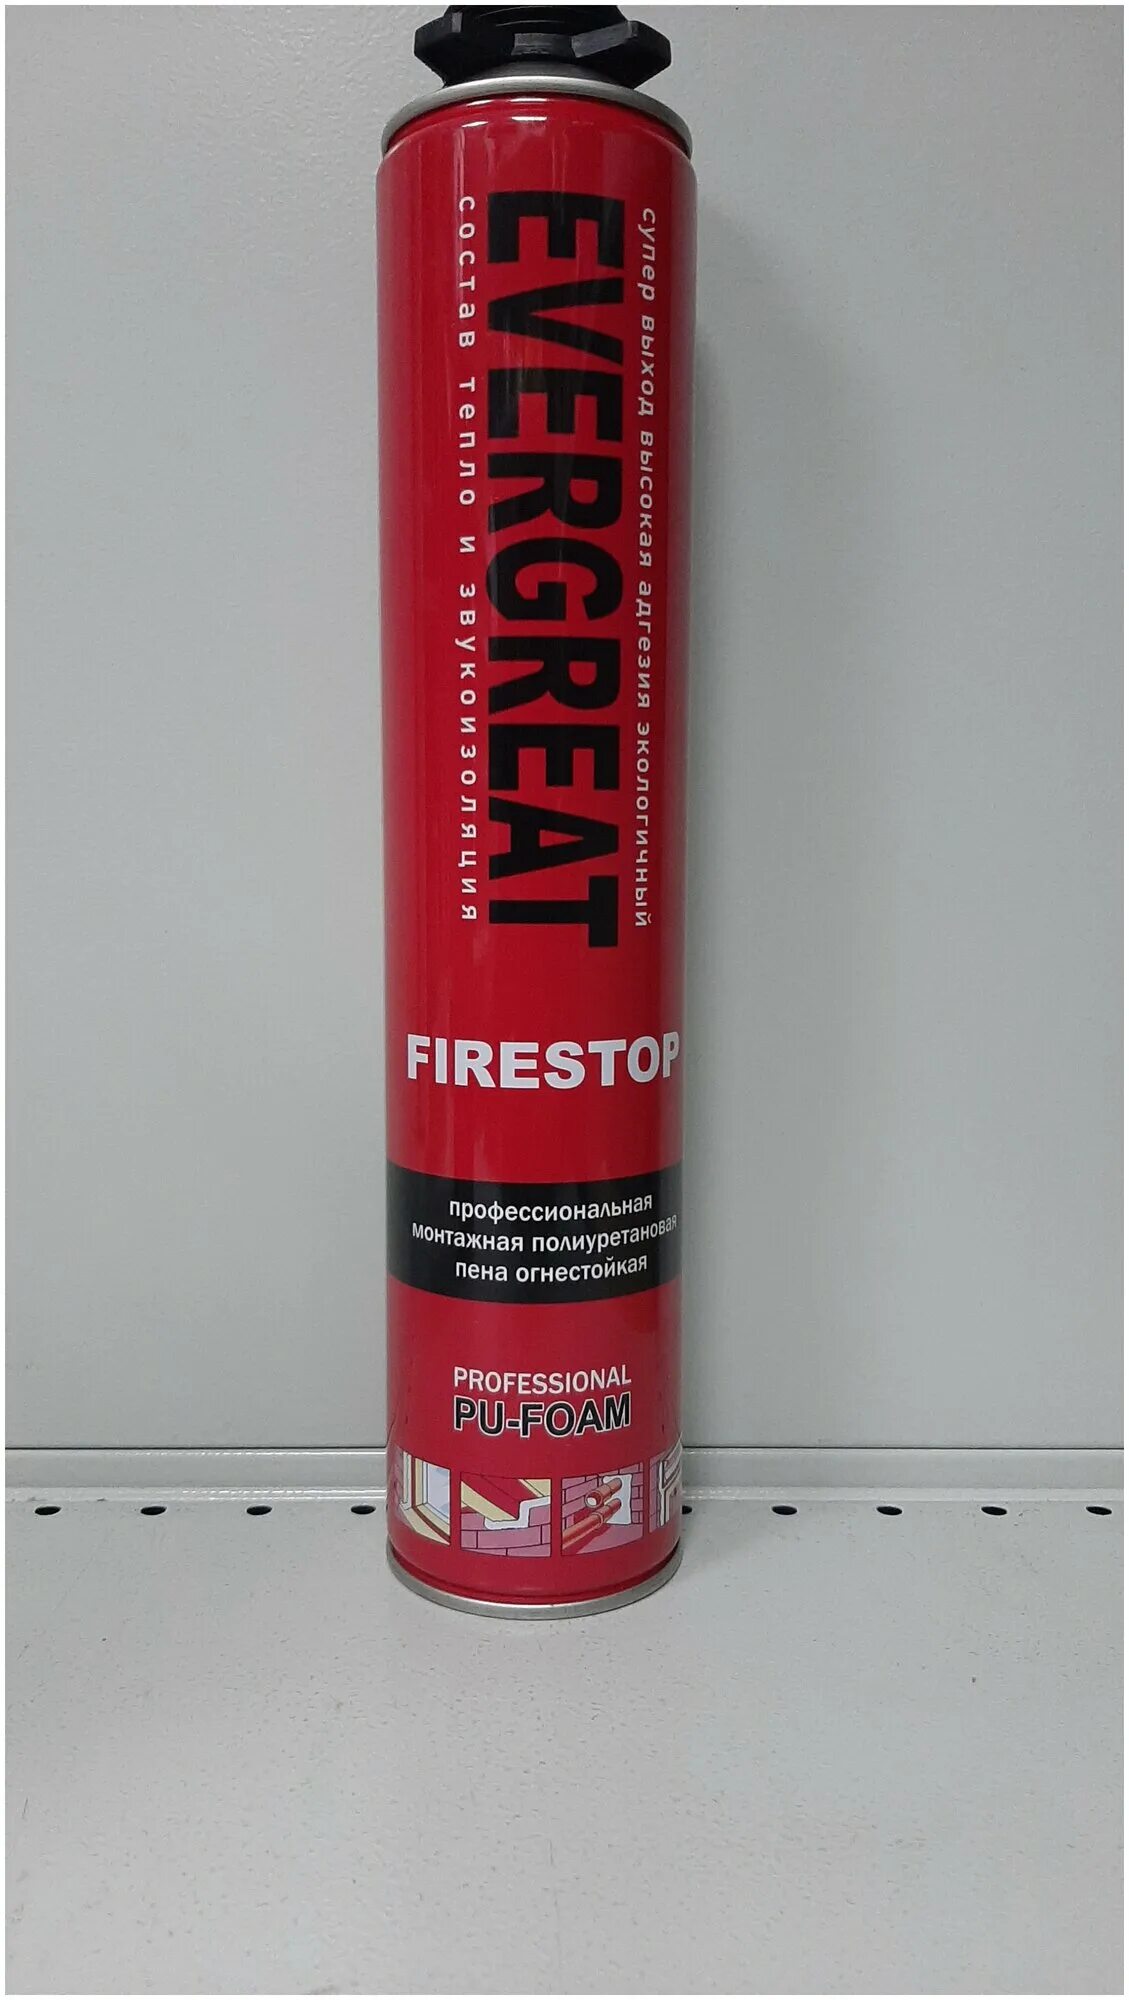 супер выход высокая адгезия экологичный
EVERGREAT
состав тепло и звукоизоляция
FIRESTOP
профессиональная
монтажная полиуретановая
пена огнестойкая
PROFESSIONAL
PU-FOAM